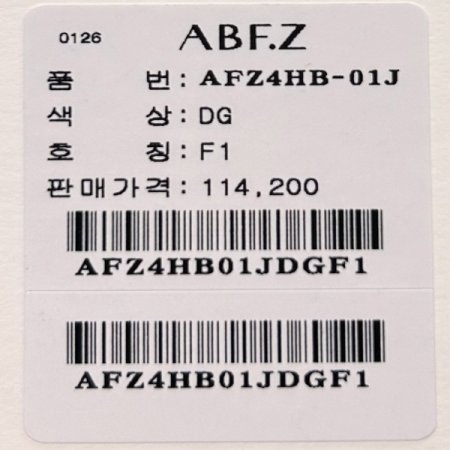 0126 ABF.Z
품 번 : AFZ4HB-01J
색 상 : DG
호 칭 : F1
판매가격 : 114,200
AFZ4HB01JDGF1
AFZ4HB01JDGF1